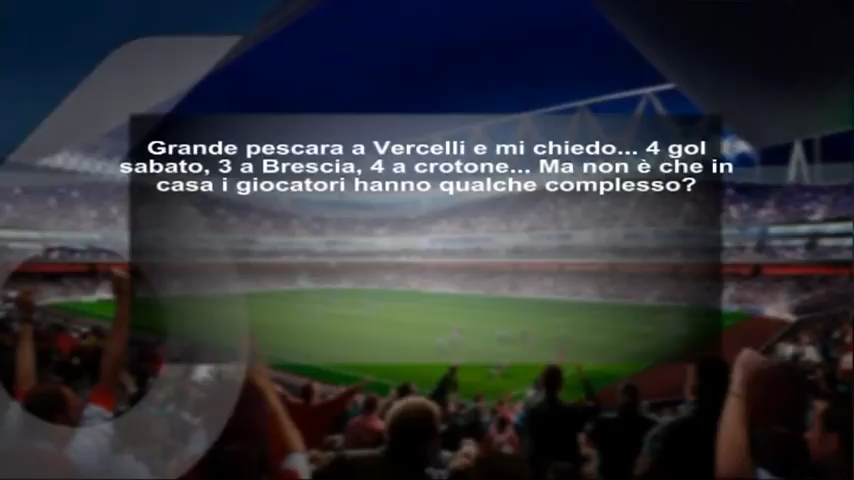 Grande pescara a Vercelli e mi chiedo... 4 gol
sabato, 3 a Brescia, 4 a crotone... Ma non è che in
casa i giocatori hanno qualche complesso?